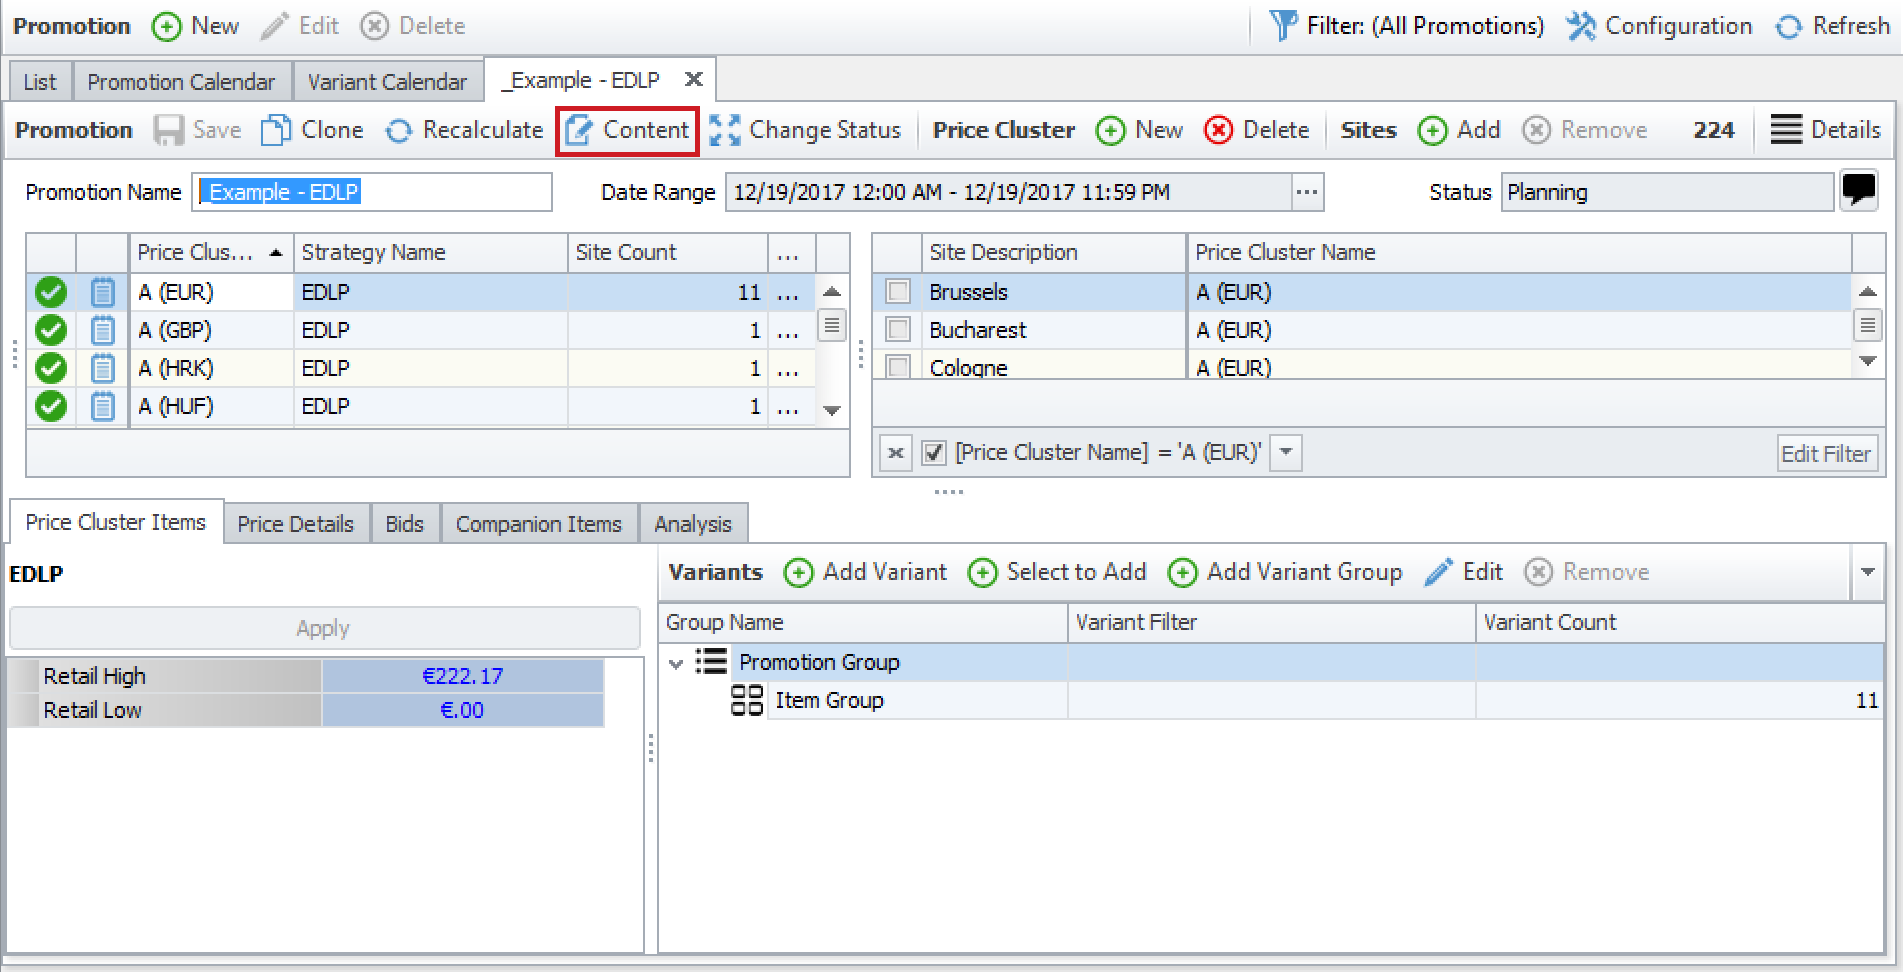 Promotion New Edit Delete Filter: (All Promotions) Configuration Refresh
List Promotion Calendar Variant Calendar _Example - EDLP
Promotion Save Clone Recalculate Content Change Status Price Cluster New Delete Sites Add Remove 224 Details
Promotion Name _Example - EDLP Date Range 12/19/2017 12:00 AM - 12/19/2017 11:59 PM ... Status Planning
Price Clus... Strategy Name Site Count ...
A (EUR) EDLP 11 ...
A (GBP) EDLP 1 ...
A (HRK) EDLP 1 ...
A (HUF) EDLP 1 ...
Site Description Price Cluster Name
Brussels A (EUR)
Bucharest A (EUR)
Cologne A (EUR)
[Price Cluster Name] = 'A (EUR)' Edit Filter
Price Cluster Items Price Details Bids Companion Items Analysis
EDLP
Apply
Retail High €222.17
Retail Low €.00
Variants Add Variant Select to Add Add Variant Group Edit Remove
Group Name Variant Filter Variant Count
Promotion Group
Item Group 11